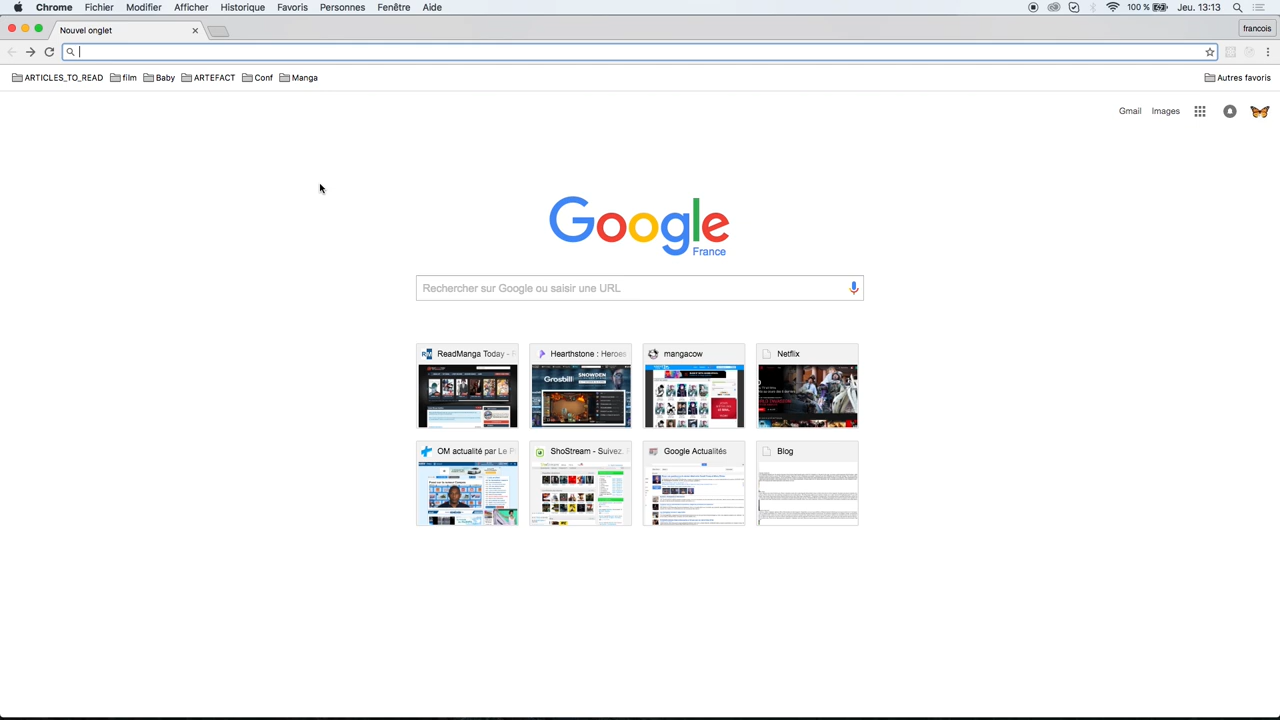 Chrome Fichier Modifier Afficher Historique Favoris Personnes Fenêtre Aide 100 % Jeu. 13:13
Nouvel onglet francois
ARTICLES_TO_READ film Baby ARTEFACT Conf Manga Autres favoris
Gmail Images
Google
France
Rechercher sur Google ou saisir une URL
ReadManga Today - Hearthstone : Heroes mangacow Netflix
Grosbill SNOWDEN
OM actualité par Le ShoStream - Suivez. Google Actualités Blog